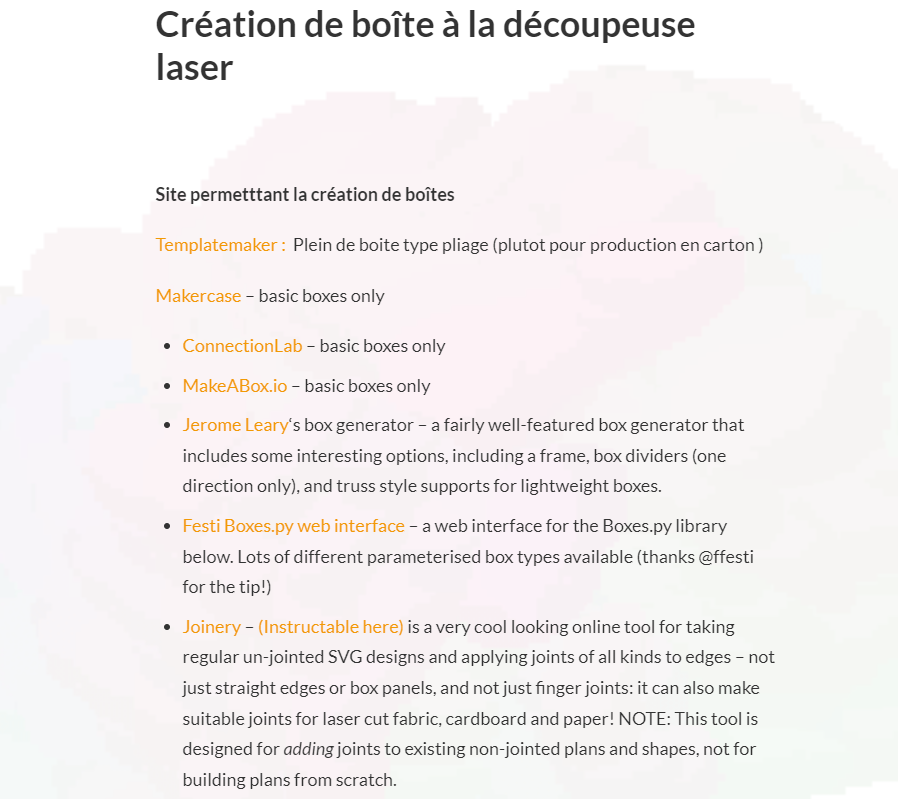 Création de boîte à la découpeuse
laser
Site permetttant la création de boîtes
Templatemaker :  Plein de boite type pliage (plutot pour production en carton )
Makercase – basic boxes only
• ConnectionLab – basic boxes only
• MakeABox.io – basic boxes only
• Jerome Leary‘s box generator – a fairly well-featured box generator that
includes some interesting options, including a frame, box dividers (one
direction only), and truss style supports for lightweight boxes.
• Festi Boxes.py web interface – a web interface for the Boxes.py library
below. Lots of different parameterised box types available (thanks @ffesti
for the tip!)
• Joinery – (Instructable here) is a very cool looking online tool for taking
regular un-jointed SVG designs and applying joints of all kinds to edges – not
just straight edges or box panels, and not just finger joints: it can also make
suitable joints for laser cut fabric, cardboard and paper! NOTE: This tool is
designed for adding joints to existing non-jointed plans and shapes, not for
building plans from scratch.